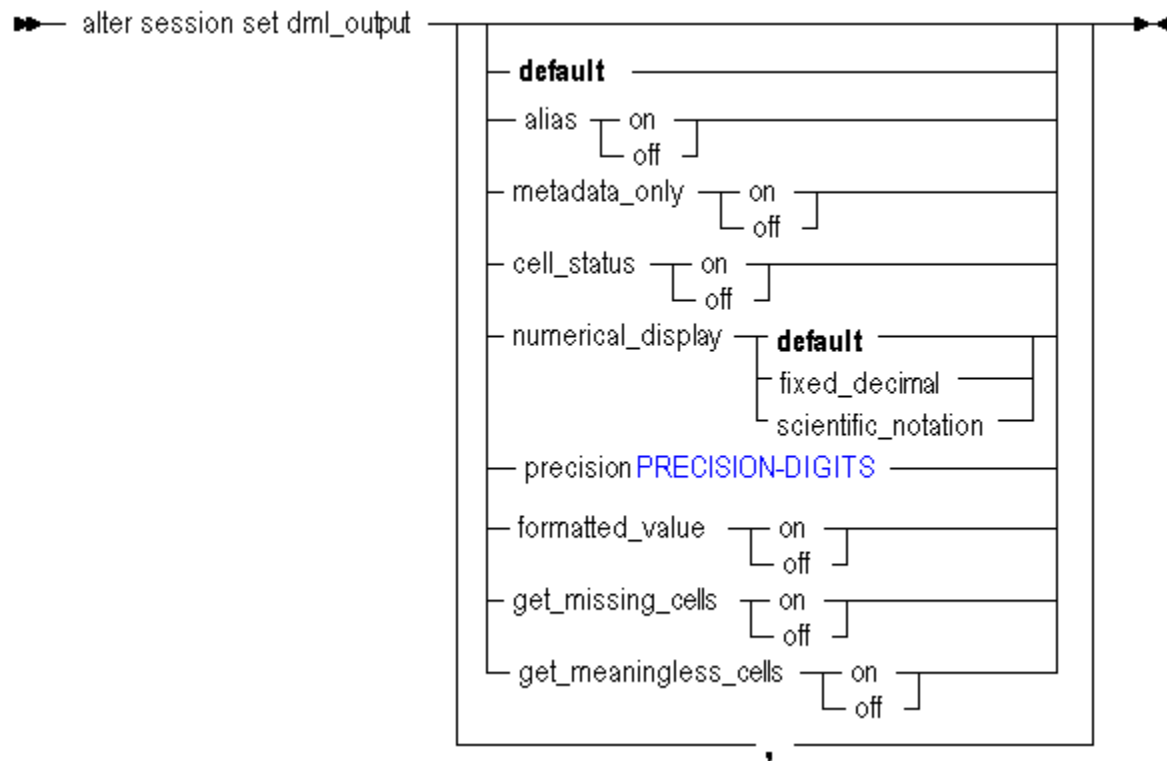 alter session set dml_output
default
alias on
off
metadata_only on
off
cell_status on
off
numerical_display default
fixed_decimal
scientific_notation
precision PRECISION-DIGITS
formatted_value on
off
get_missing_cells on
off
get_meaningless_cells on
off
,